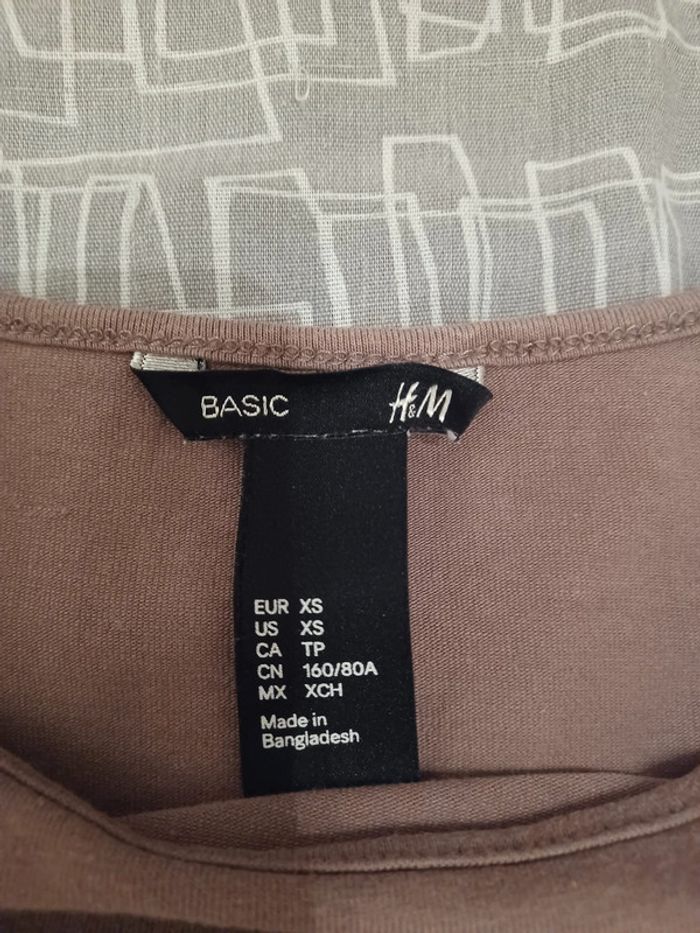 BASIC H&M
EUR XS
US XS
CA TP
CN 160/80A
MX XCH
Made in
Bangladesh